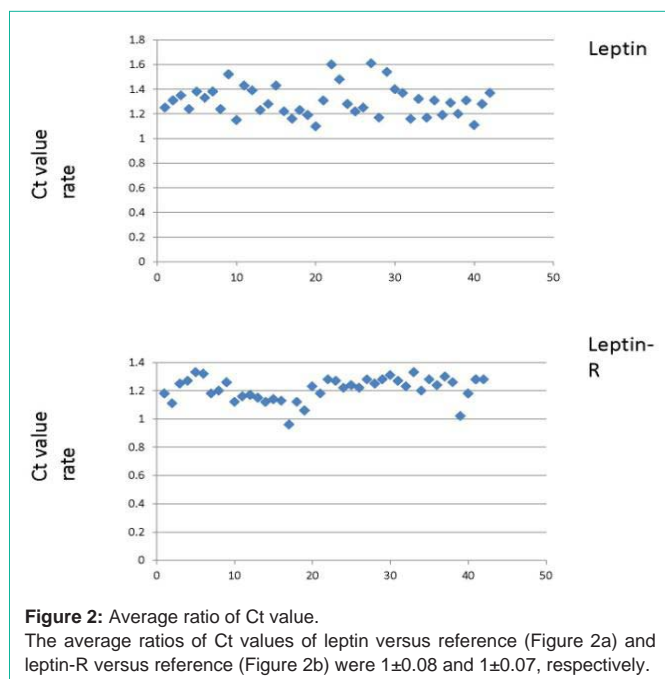 Leptin
Ct value
rate
1.8
1.6
1.4
1.2
1
0.8
0.6
0.4
0.2
0
0 10 20 30 40 50
Leptin-
R
Ct value
rate
1.4
1.2
1
0.8
0.6
0.4
0.2
0
0 10 20 30 40 50
Figure 2: Average ratio of Ct value.
The average ratios of Ct values of leptin versus reference (Figure 2a) and
leptin-R versus reference (Figure 2b) were 1±0.08 and 1±0.07, respectively.